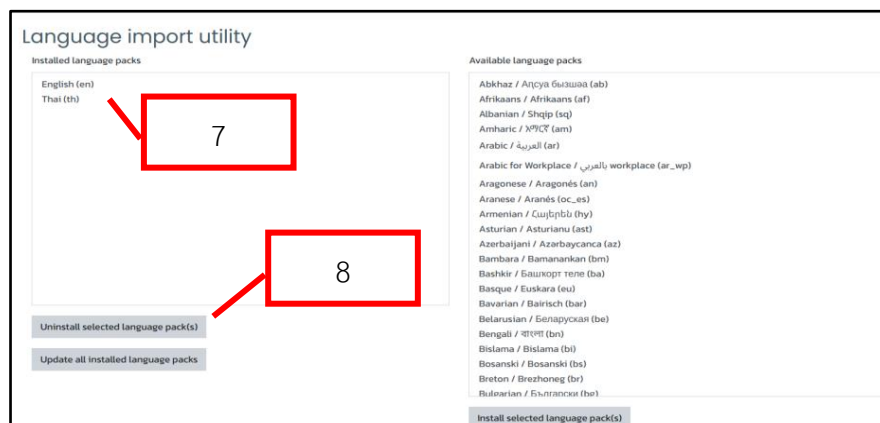 Language import utility
Installed language packs
English (en)
Thai (th)
7
8
Uninstall selected language pack(s)
Update all installed language packs
Available language packs
Abkhaz / Аҧсуа бызшәа (ab)
Afrikaans / Afrikaans (af)
Albanian / Shqip (sq)
Amharic / አማርኛ (am)
Arabic / العربية (ar)
Arabic for Workplace / بالعربي workplace (ar_wp)
Aragonese / Aragonés (an)
Aranese / Aranés (oc_es)
Armenian / Հայերեն (hy)
Asturian / Asturianu (ast)
Azerbaijani / Azərbaycanca (az)
Bambara / Bamanankan (bm)
Bashkir / Башҡорт теле (ba)
Basque / Euskara (eu)
Bavarian / Bairisch (bar)
Belarusian / Беларуская (be)
Bengali / বাংলা (bn)
Bislama / Bislama (bi)
Bosanski / Bosanski (bs)
Breton / Brezhoneg (br)
Bulgarian / Български (bg)
Install selected language pack(s)